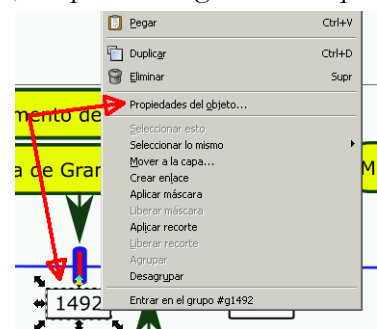 Pegar Ctrl+V
Duplicar Ctrl+D
Eliminar Supr
Propiedades del objeto...
mento de
Seleccionar esto
Seleccionar lo mismo
Mover a la capa...
a de Gran
M
Crear enlace
Aplicar máscara
Liberar máscara
Aplicar recorte
Liberar recorte
Agrupar
Desagrupar
Entrar en el grupo #g1492
1492